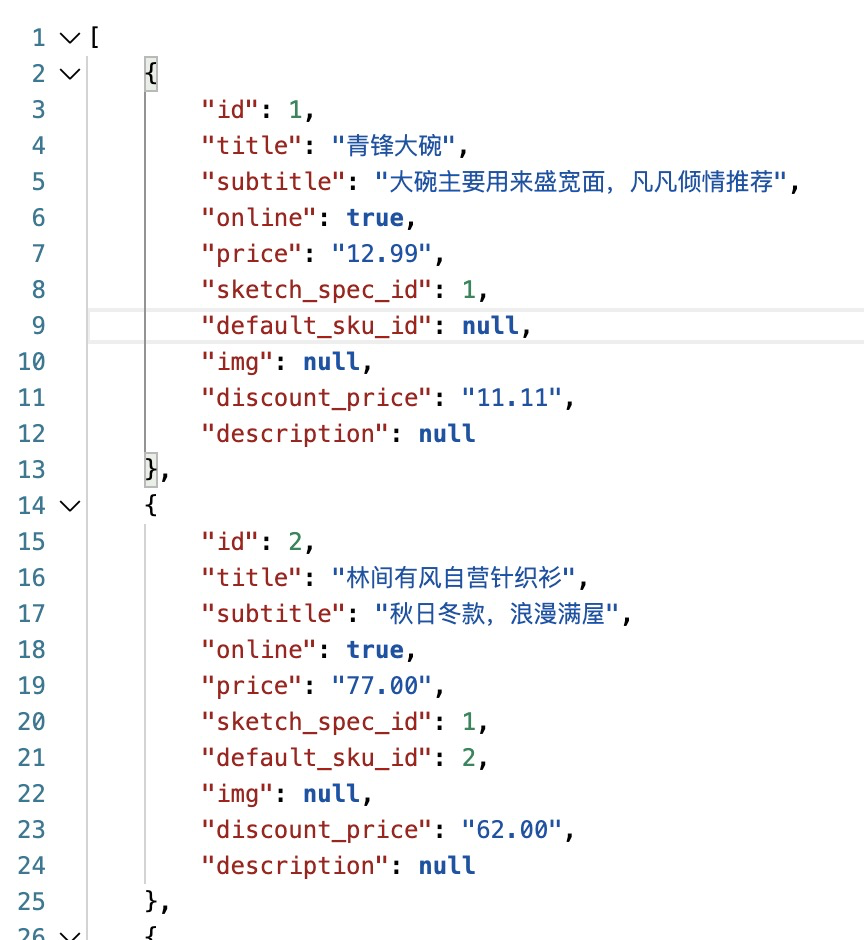 1 [
2 {
3 "id": 1,
4 "title": "青锋大碗",
5 "subtitle": "大碗主要用来盛宽面，凡凡倾情推荐",
6 "online": true,
7 "price": "12.99",
8 "sketch_spec_id": 1,
9 "default_sku_id": null,
10 "img": null,
11 "discount_price": "11.11",
12 "description": null
13 },
14 {
15 "id": 2,
16 "title": "林间有风自营针织衫",
17 "subtitle": "秋日冬款，浪漫满屋",
18 "online": true,
19 "price": "77.00",
20 "sketch_spec_id": 1,
21 "default_sku_id": 2,
22 "img": null,
23 "discount_price": "62.00",
24 "description": null
25 },
26 {